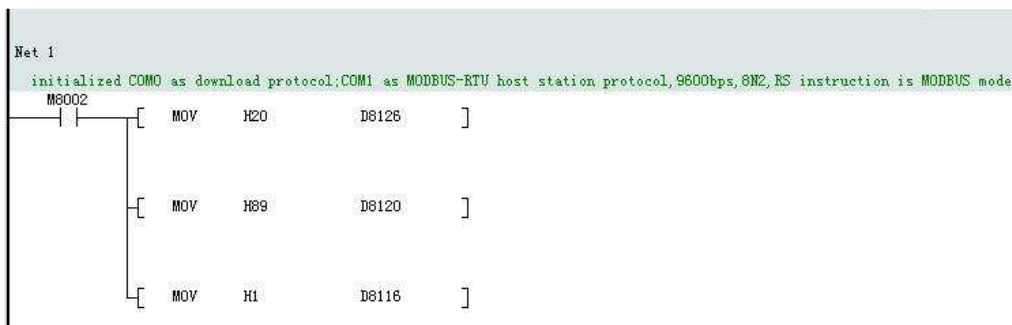 Net 1
initialized COM0 as download protocol;COM1 as MODBUS-RTU host station protocol,9600bps,8N2,RS instruction is MODBUS mode
M8002
[ MOV H20 D8126 ]
[ MOV H89 D8120 ]
[ MOV H1 D8116 ]